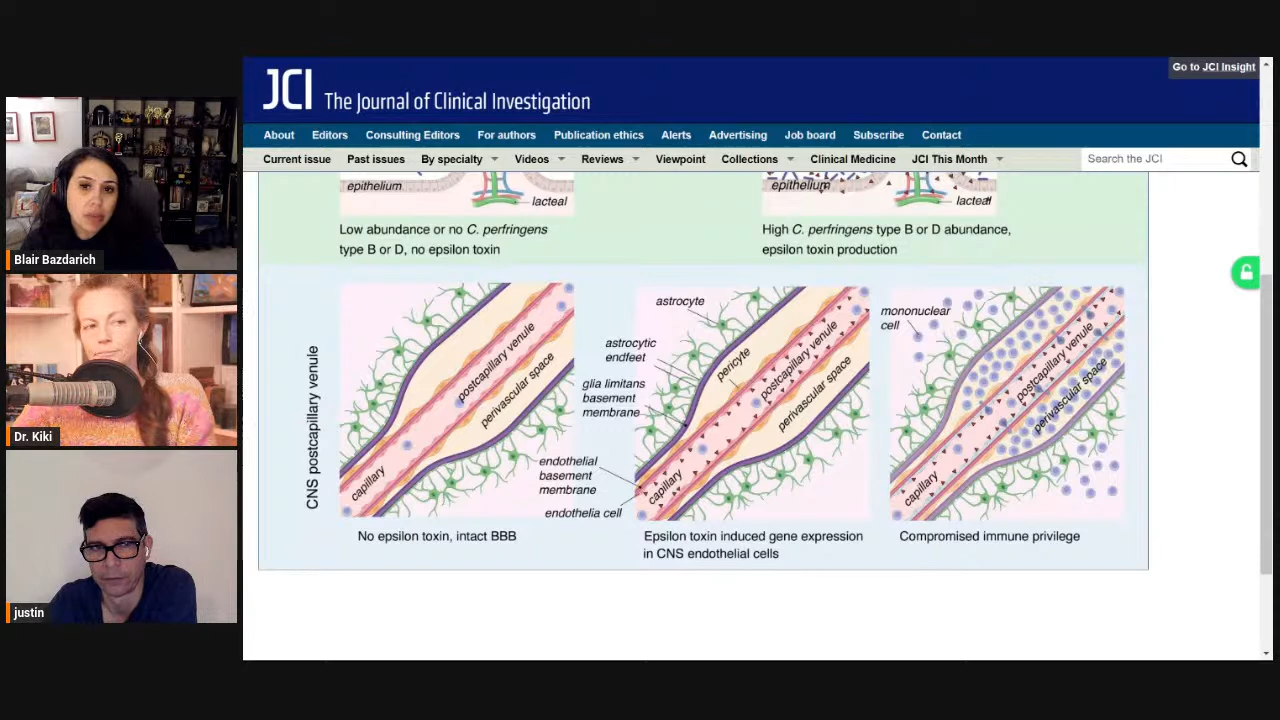 Go to JCI Insight
JCI The Journal of Clinical Investigation
About Editors Consulting Editors For authors Publication ethics Alerts Advertising Job board Subscribe Contact
Current issue Past issues By specialty Videos Reviews Viewpoint Collections Clinical Medicine JCI This Month Search the JCI
epithelium
lacteal
epithelium
lacteal
Low abundance or no C. perfringens
type B or D, no epsilon toxin
High C. perfringens type B or D abundance,
epsilon toxin production
CNS postcapillary venule
postcapillary venule
perivascular space
capillary
No epsilon toxin, intact BBB
astrocyte
astrocytic
endfeet
glia limitans
basement
membrane
endothelial
basement
membrane
endothelia cell
pericyte
postcapillary venule
perivascular space
capillary
Epsilon toxin induced gene expression
in CNS endothelial cells
mononuclear
cell
postcapillary venule
perivascular space
capillary
Compromised immune privilege
Blair Bazdarich
Dr. Kiki
justin